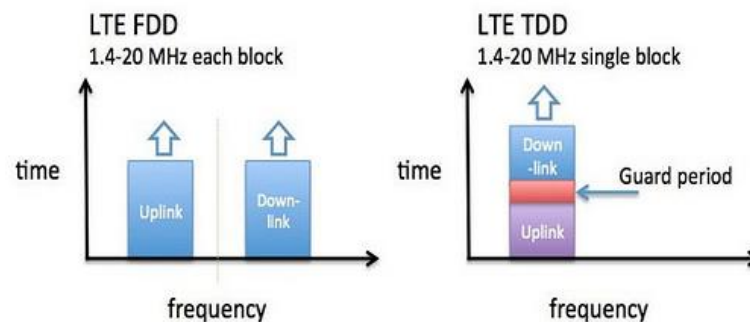 LTE FDD
1.4-20 MHz each block
time
Uplink
Down-
link
frequency
LTE TDD
1.4-20 MHz single block
time
Down
-link
Guard period
Uplink
frequency